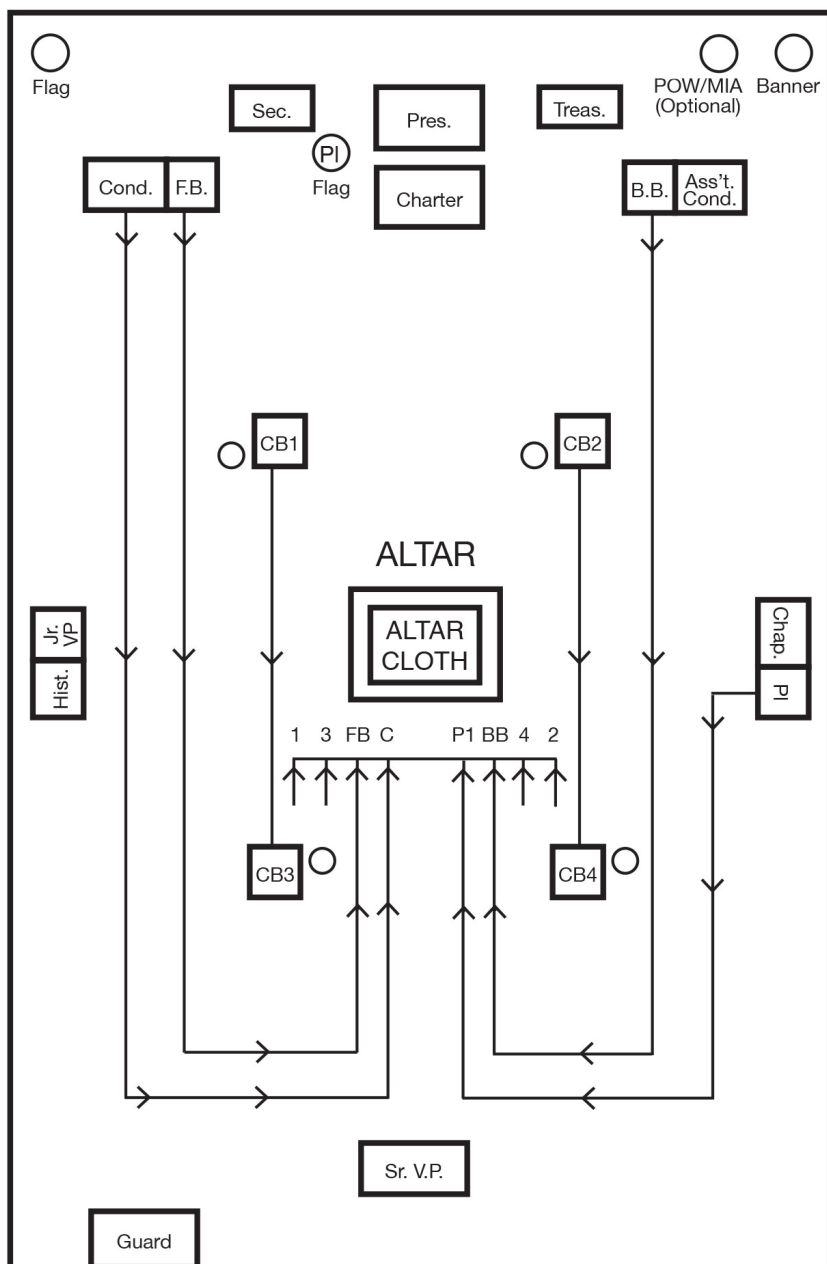 Flag
POW/MIA
(Optional)
Banner
Sec.
Pres.
Treas.
PI
Flag
Charter
Cond.
F.B.
B.B.
Ass't.
Cond.
CB1
CB2
ALTAR
ALTAR
CLOTH
Jr.
VP
Hist.
Chap.
PI
1 3 FB C P1 BB 4 2
CB3
CB4
Sr. V.P.
Guard